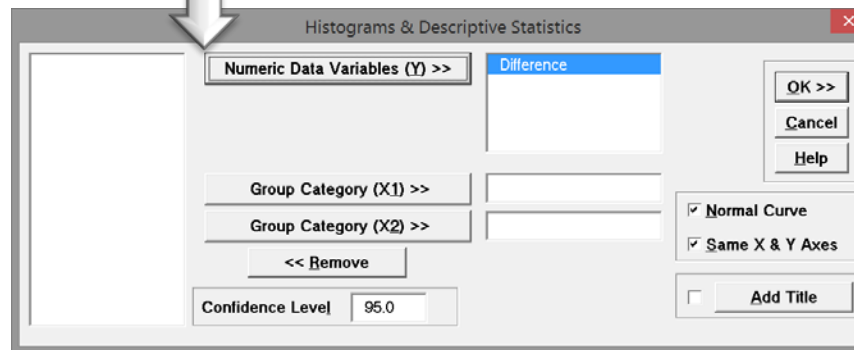 Histograms & Descriptive Statistics
Numeric Data Variables (Y) >>
Difference
OK >>
Cancel
Help
Group Category (X1) >>
Group Category (X2) >>
<< Remove
Normal Curve
Same X & Y Axes
Confidence Level
95.0
Add Title